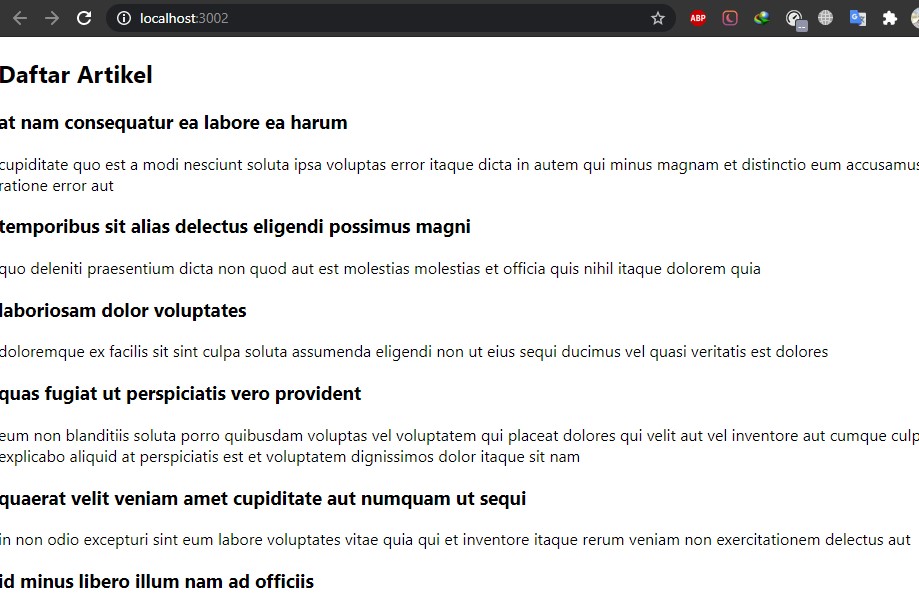 localhost:3002
ABP
Daftar Artikel
at nam consequatur ea labore ea harum
cupiditate quo est a modi nesciunt soluta ipsa voluptas error itaque dicta in autem qui minus magnam et distinctio eum accusamus
ratione error aut
temporibus sit alias delectus eligendi possimus magni
quo deleniti praesentium dicta non quod aut est molestias molestias et officia quis nihil itaque dolorem quia
laboriosam dolor voluptates
doloremque ex facilis sit sint culpa soluta assumenda eligendi non ut eius sequi ducimus vel quasi veritatis est dolores
quas fugiat ut perspiciatis vero provident
eum non blanditiis soluta porro quibusdam voluptas vel voluptatem qui placeat dolores qui velit aut vel inventore aut cumque culp
explicabo aliquid at perspiciatis est et voluptatem dignissimos dolor itaque sit nam
quaerat velit veniam amet cupiditate aut numquam ut sequi
in non odio excepturi sint eum labore voluptates vitae quia qui et inventore itaque rerum veniam non exercitationem delectus aut
id minus libero illum nam ad officiis